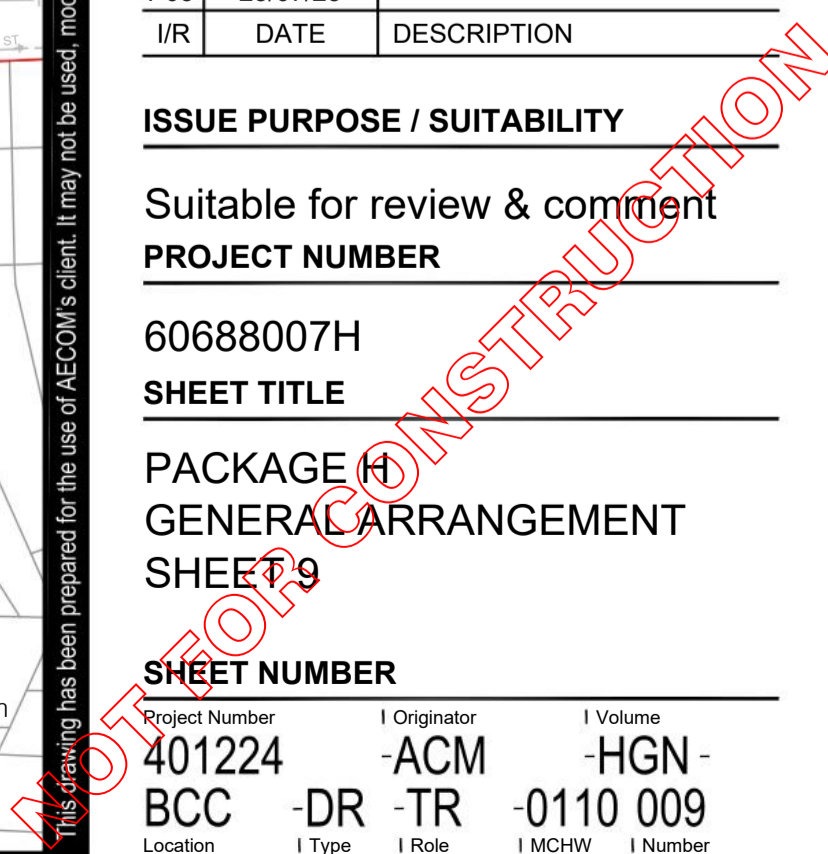 I/R DATE DESCRIPTION
ISSUE PURPOSE / SUITABILITY
Suitable for review & comment
PROJECT NUMBER
60688007H
SHEET TITLE
PACKAGE H
GENERAL ARRANGEMENT
SHEET 9
SHEET NUMBER
Project Number | Originator | Volume
401224 -ACM -HGN -
BCC -DR -TR -0110 009
Location | Type | Role | MCHW | Number
This drawing has been prepared for the use of AECOM's client. It may not be used,
NOT FOR CONSTRUCTION
ST